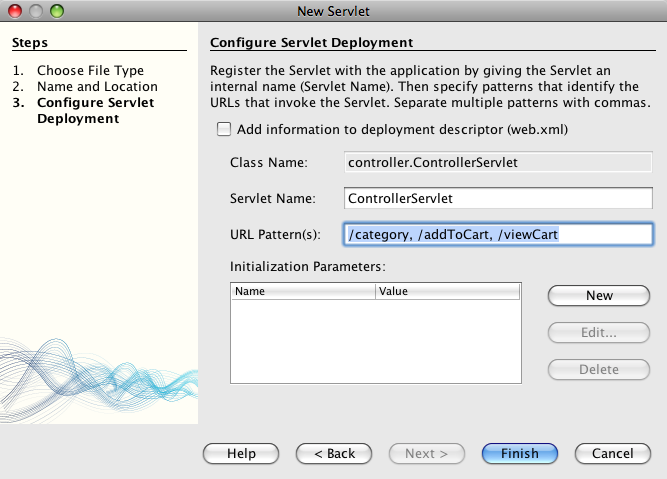 New Servlet
Steps
1. Choose File Type
2. Name and Location
3. Configure Servlet
Deployment
Configure Servlet Deployment
Register the Servlet with the application by giving the Servlet an
internal name (Servlet Name). Then specify patterns that identify the
URLs that invoke the Servlet. Separate multiple patterns with commas.
Add information to deployment descriptor (web.xml)
Class Name: controller.ControllerServlet
Servlet Name: ControllerServlet
URL Pattern(s): /category, /addToCart, /viewCart
Initialization Parameters:
Name Value
New
Edit...
Delete
Help < Back Next > Finish Cancel